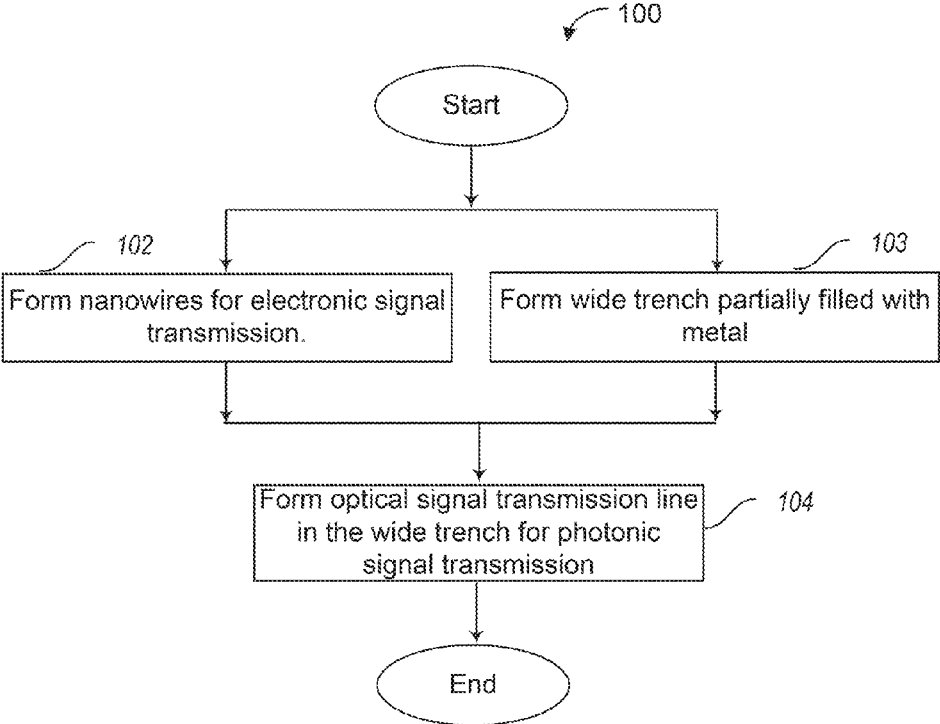 100
Start
102
103
Form nanowires for electronic signal
transmission.
Form wide trench partially filled with
metal
Form optical signal transmission line
in the wide trench for photonic
signal transmission
104
End